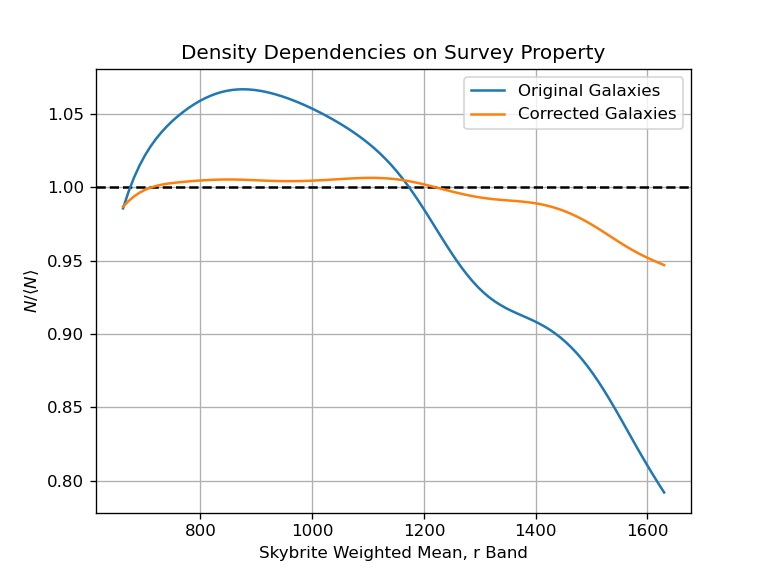 Density Dependencies on Survey Property
Original Galaxies
Corrected Galaxies
N/⟨N⟩
1.05
1.00
0.95
0.90
0.85
0.80
800 1000 1200 1400 1600
Skybrite Weighted Mean, r Band